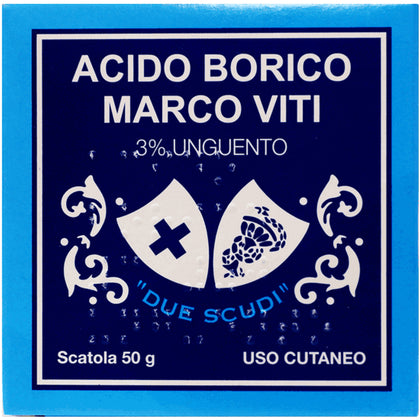 ACIDO BORICO
MARCO VITI
3% UNGUENTO
"DUE SCUDI"
Scatola 50 g
USO CUTANEO